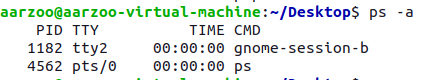 aarzoo@aarzoo-virtual-machine:~/Desktop$ ps -a
PID TTY TIME CMD
1182 tty2 00:00:00 gnome-session-b
4562 pts/0 00:00:00 ps